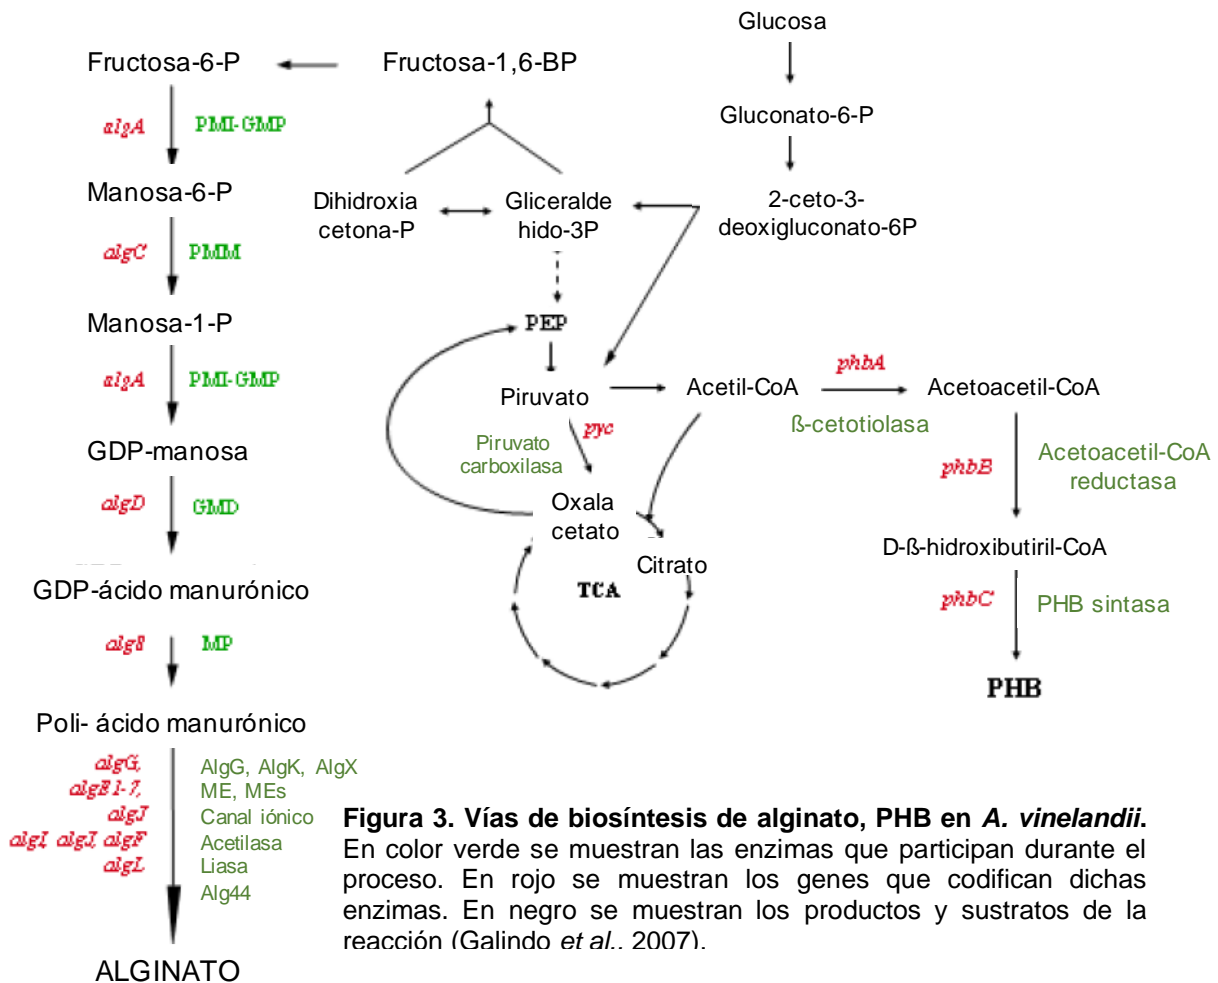 Glucosa
Fructosa-6-P
Fructosa-1,6-BP
Gluconato-6-P
algA
PMI-GMP
Manosa-6-P
Dihidroxia
cetona-P
Gliceralde
hido-3P
2-ceto-3-
deoxigluconato-6P
algC
PMM
Manosa-1-P
PEP
algA
PMI-GMP
Piruvato
Acetil-CoA
phbA
Acetoacetil-CoA
ß-cetotiolasa
pyc
Piruvato
carboxilasa
GDP-manosa
phbB
Acetoacetil-CoA
reductasa
algD
GMD
Oxala
cetato
Citrato
TCA
D-ß-hidroxibutiril-CoA
GDP-ácido manurónico
phbC
PHB sintasa
alg8
MP
PHB
Poli- ácido manurónico
algG,
algE1-7,
algJ
algI, algJ, algF
algL
AlgG, AlgK, AlgX
ME, MEs
Canal iónico
Acetilasa
Liasa
Alg44
ALGINATO
Figura 3. Vías de biosíntesis de alginato, PHB en A. vinelandii.
En color verde se muestran las enzimas que participan durante el
proceso. En rojo se muestran los genes que codifican dichas
enzimas. En negro se muestran los productos y sustratos de la
reacción (Galindo et al., 2007).